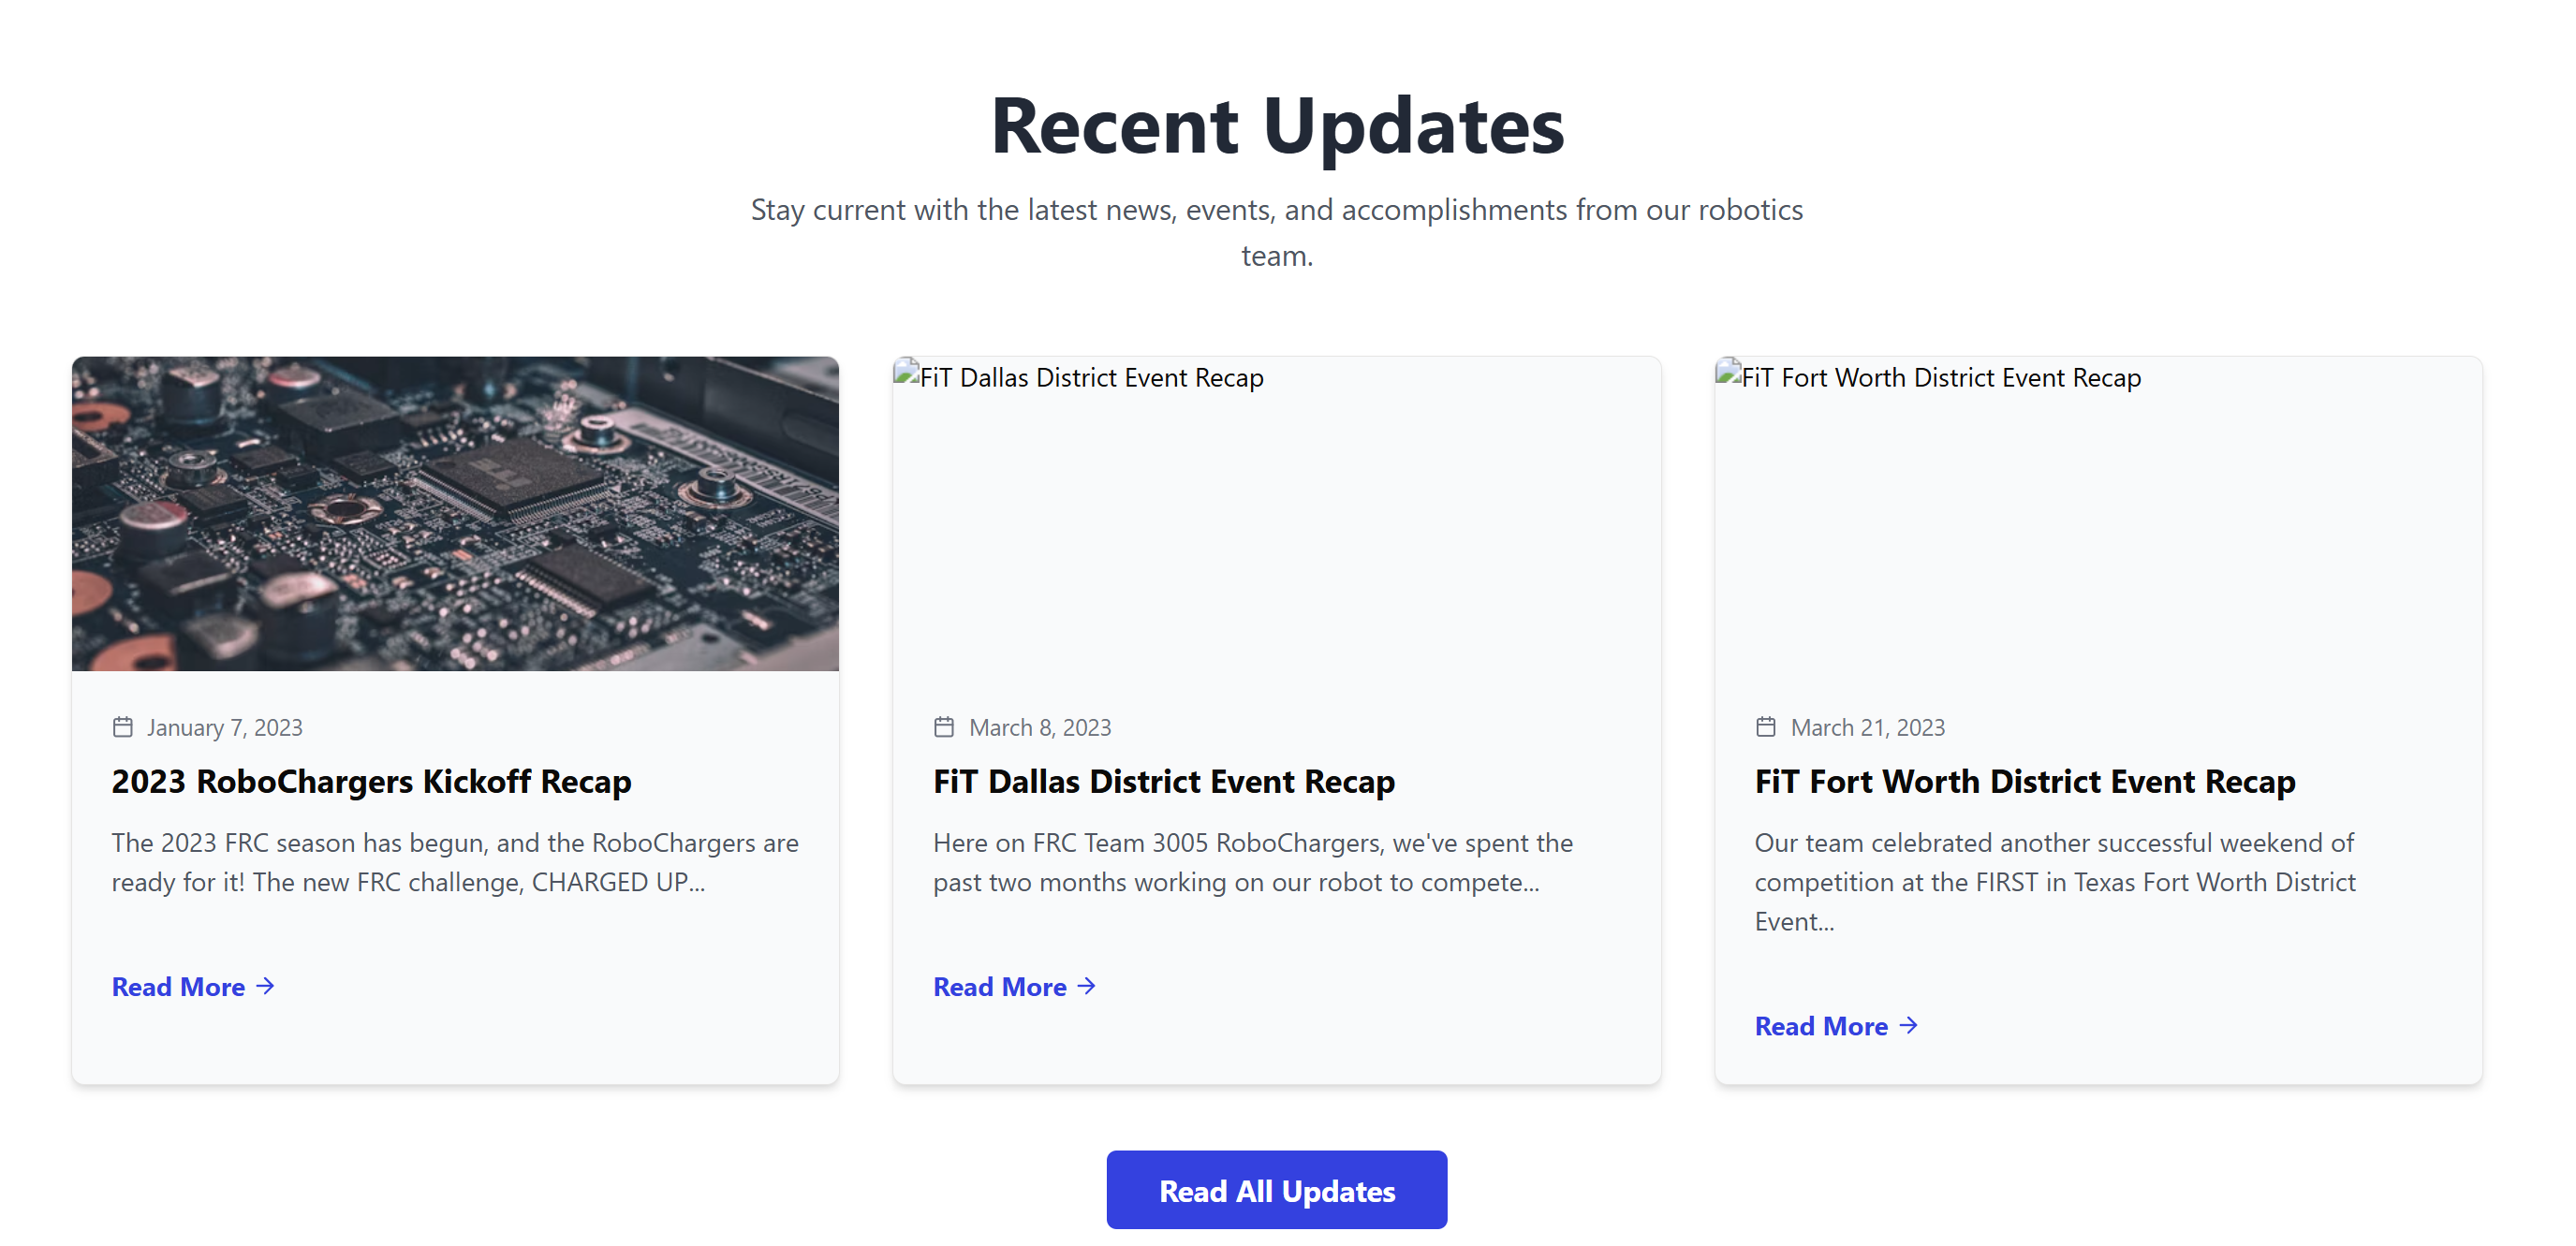 Recent Updates
Stay current with the latest news, events, and accomplishments from our robotics
team.
FiT Dallas District Event Recap
FiT Fort Worth District Event Recap
January 7, 2023
2023 RoboChargers Kickoff Recap
The 2023 FRC season has begun, and the RoboChargers are
ready for it! The new FRC challenge, CHARGED UP...
Read More
March 8, 2023
FiT Dallas District Event Recap
Here on FRC Team 3005 RoboChargers, we've spent the
past two months working on our robot to compete...
Read More
March 21, 2023
FiT Fort Worth District Event Recap
Our team celebrated another successful weekend of
competition at the FIRST in Texas Fort Worth District
Event...
Read More
Read All Updates